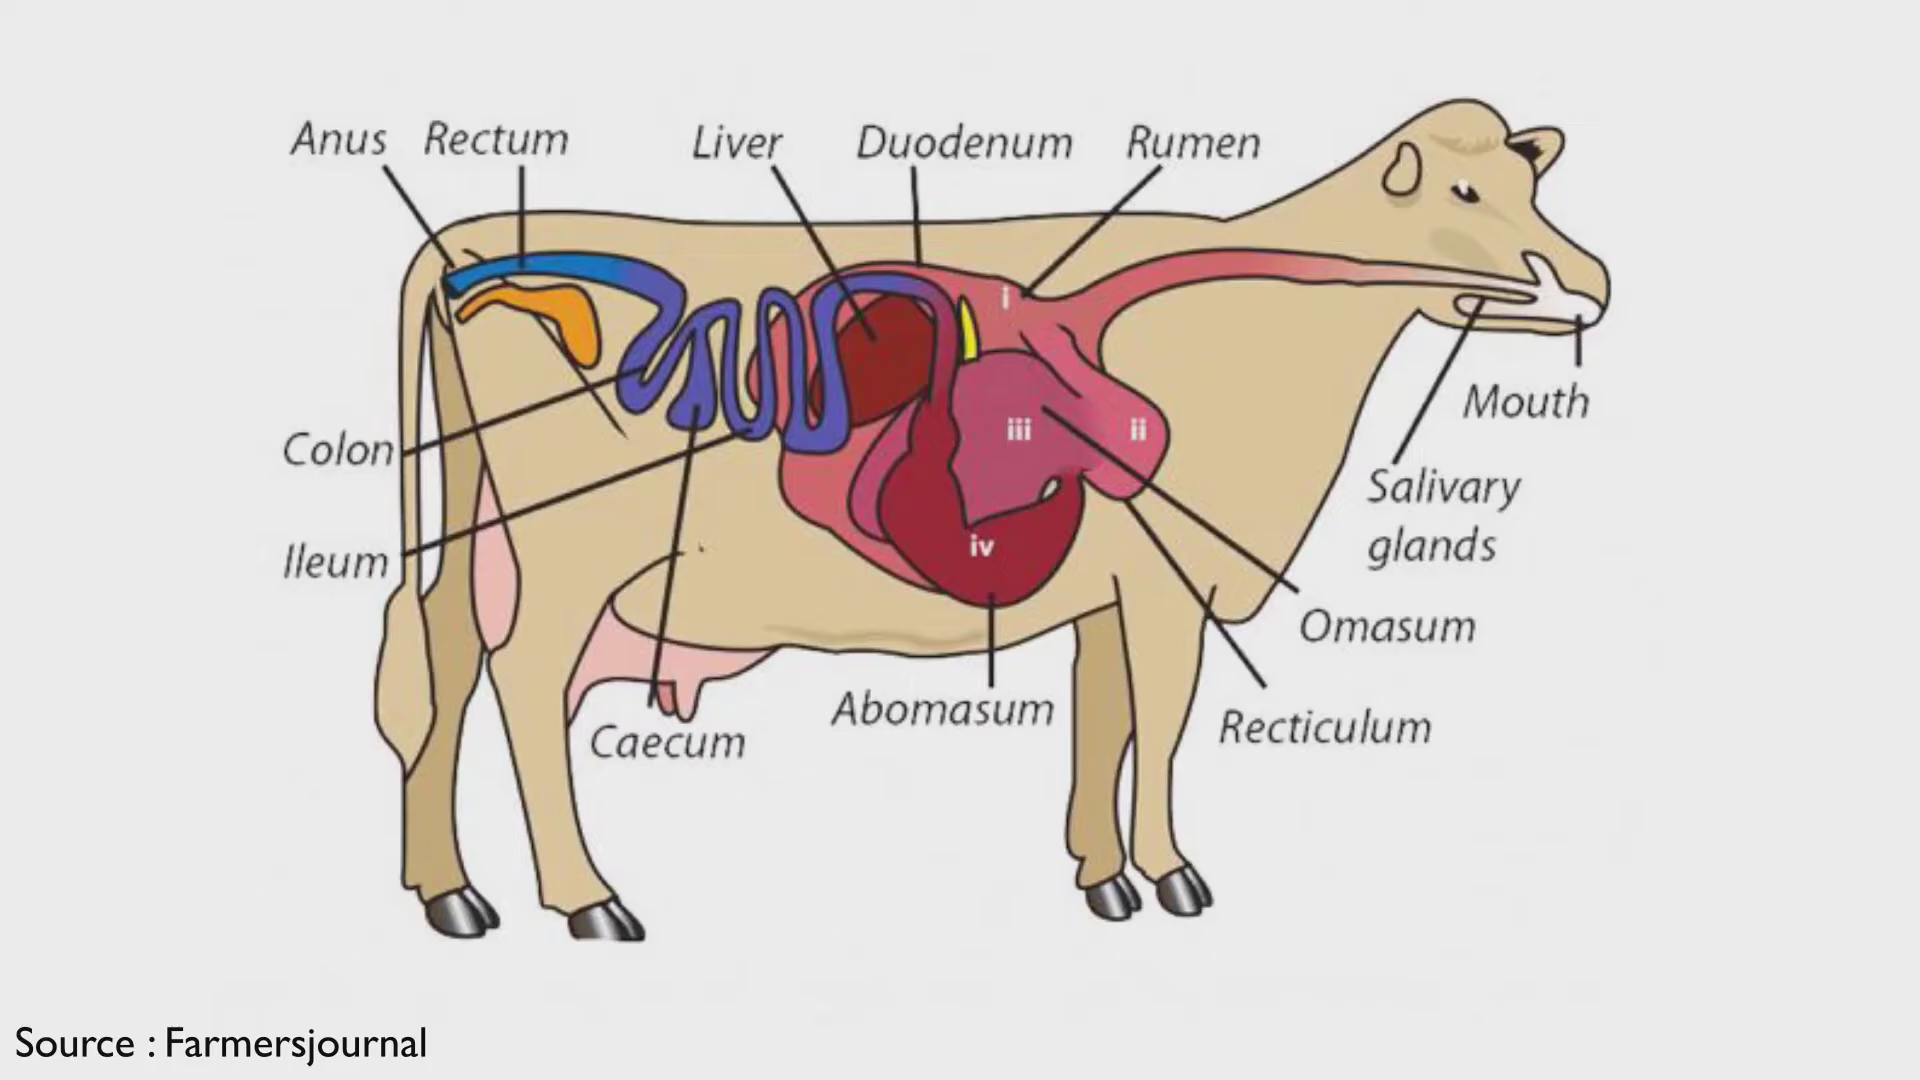 Anus
Rectum
Liver
Duodenum
Rumen
i
Mouth
iii
ii
Colon
Salivary
glands
iv
Ileum
Omasum
Abomasum
Recticulum
Caecum
Source : Farmersjournal